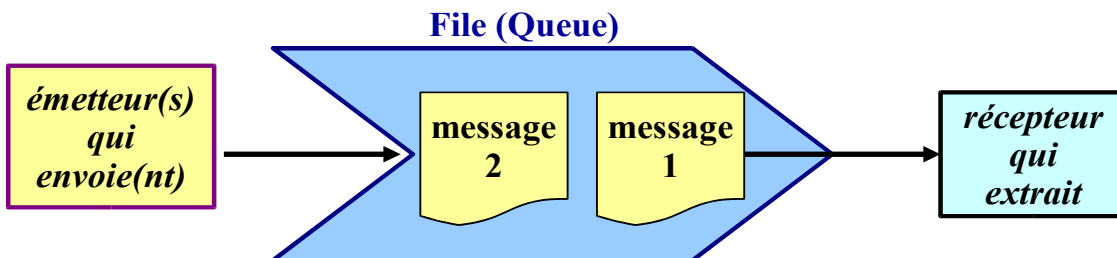 File (Queue)
émetteur(s)
qui
envoie(nt)
message
2
message
1
récepteur
qui
extrait